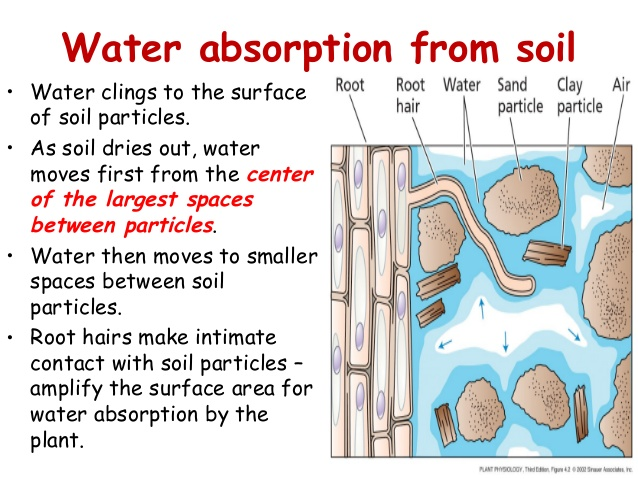 Water absorption from soil
• Water clings to the surface
of soil particles.
• As soil dries out, water
moves first from the center
of the largest spaces
between particles.
• Water then moves to smaller
spaces between soil
particles.
• Root hairs make intimate
contact with soil particles –
amplify the surface area for
water absorption by the
plant.
Root
Root
hair
Water
Sand
particle
Clay
particle
Air
PLANT PHYSIOLOGY, Third Edition, Figure 4.2 © 2002 Sinauer Associates, Inc.